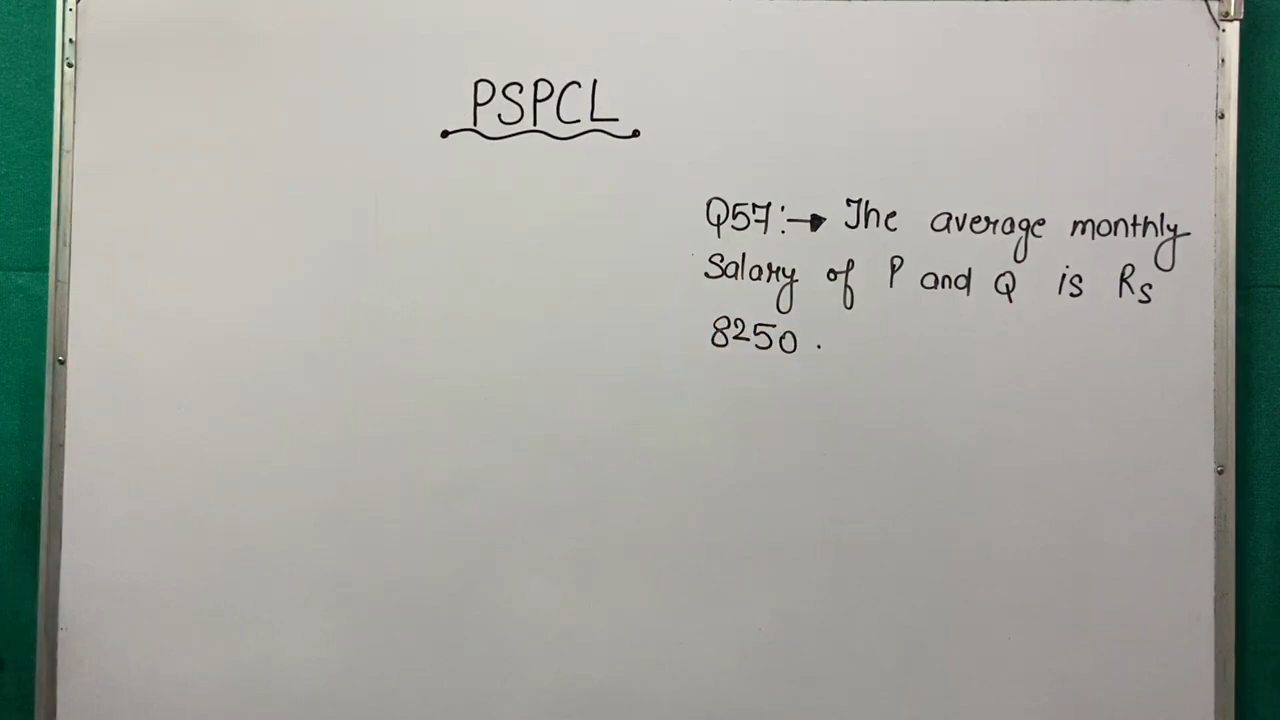 PSPCL
Q57:→ The average monthly
Salary of P and Q is Rs
8250.